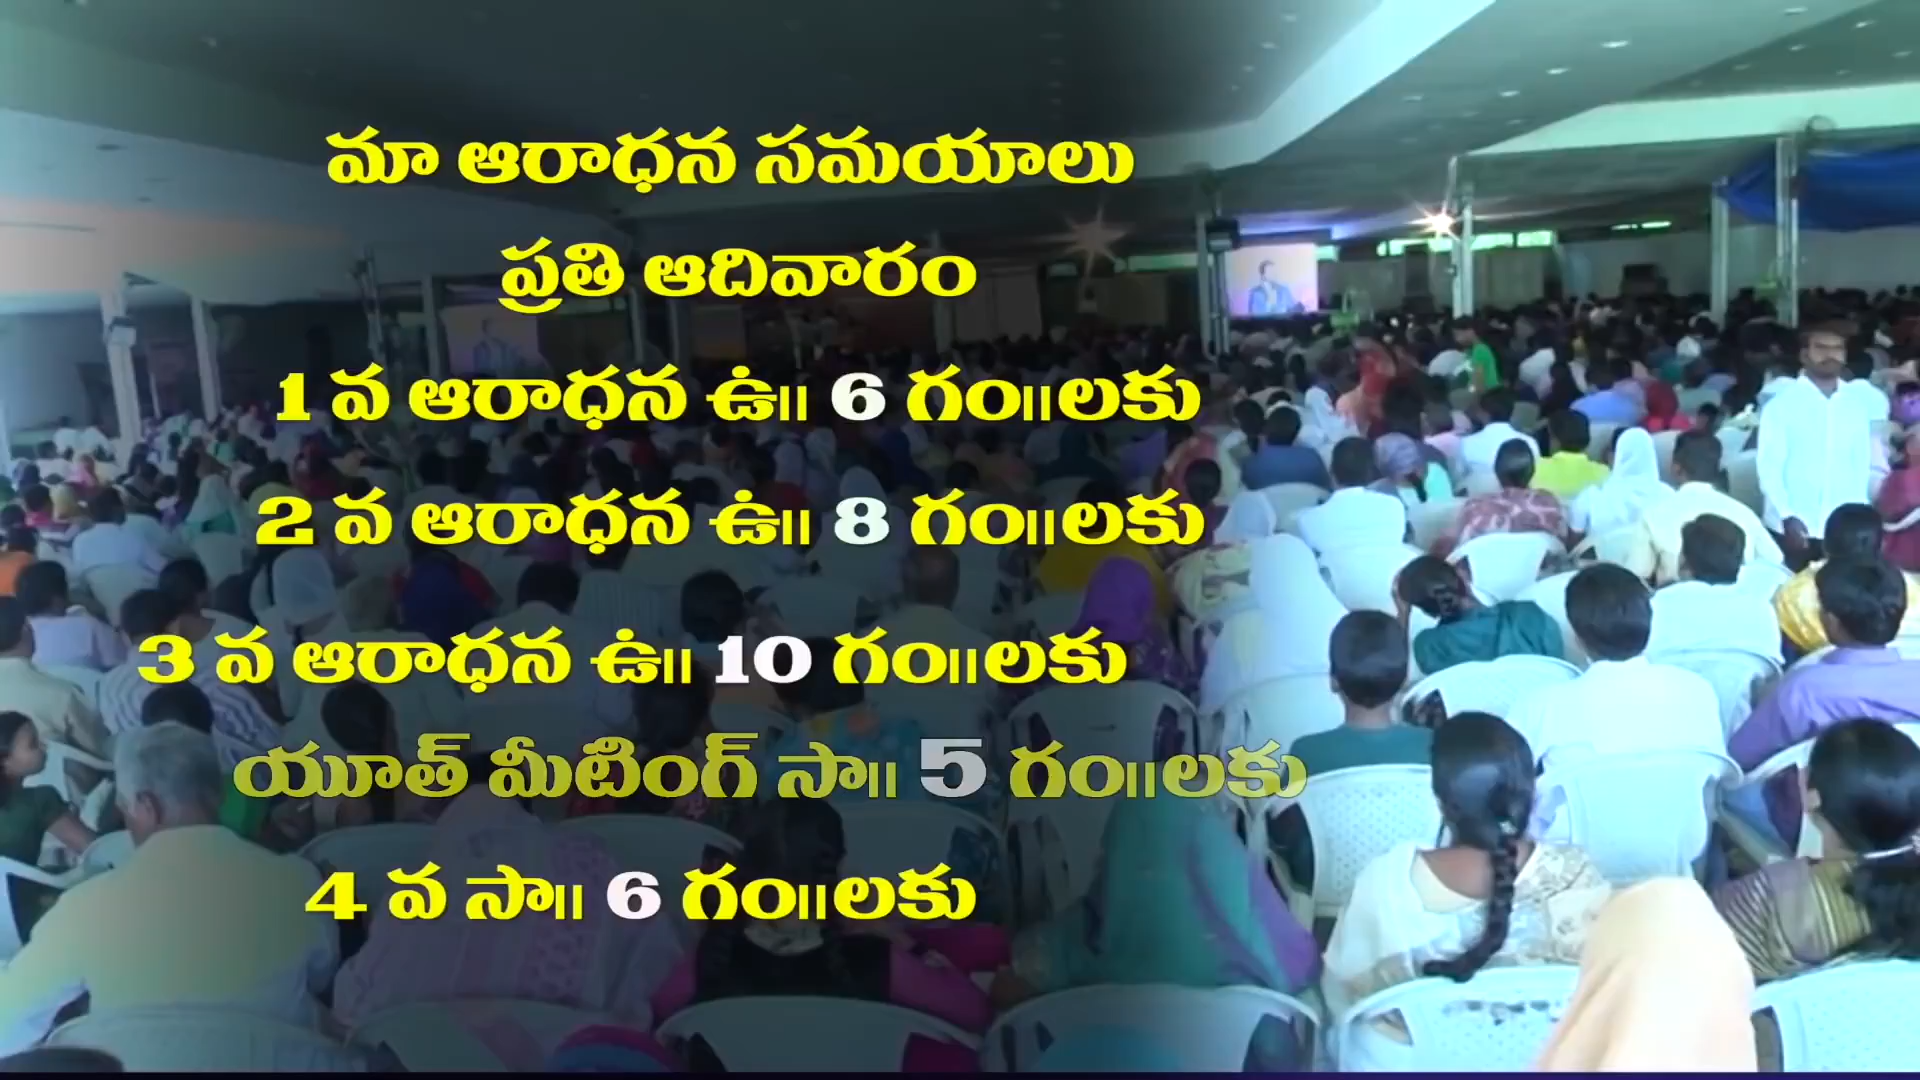 మా ఆరాధన సమయాలు
ప్రతి ఆదివారం
1 వ ఆరాధన ఉ॥ 6 గం॥లకు
2 వ ఆరాధన ఉ॥ 8 గం॥లకు
3 వ ఆరాధన ఉ॥ 10 గం॥లకు
యూత్ మీటింగ్ సా॥ 5 గం॥లకు
4 వ సా॥ 6 గం॥లకు